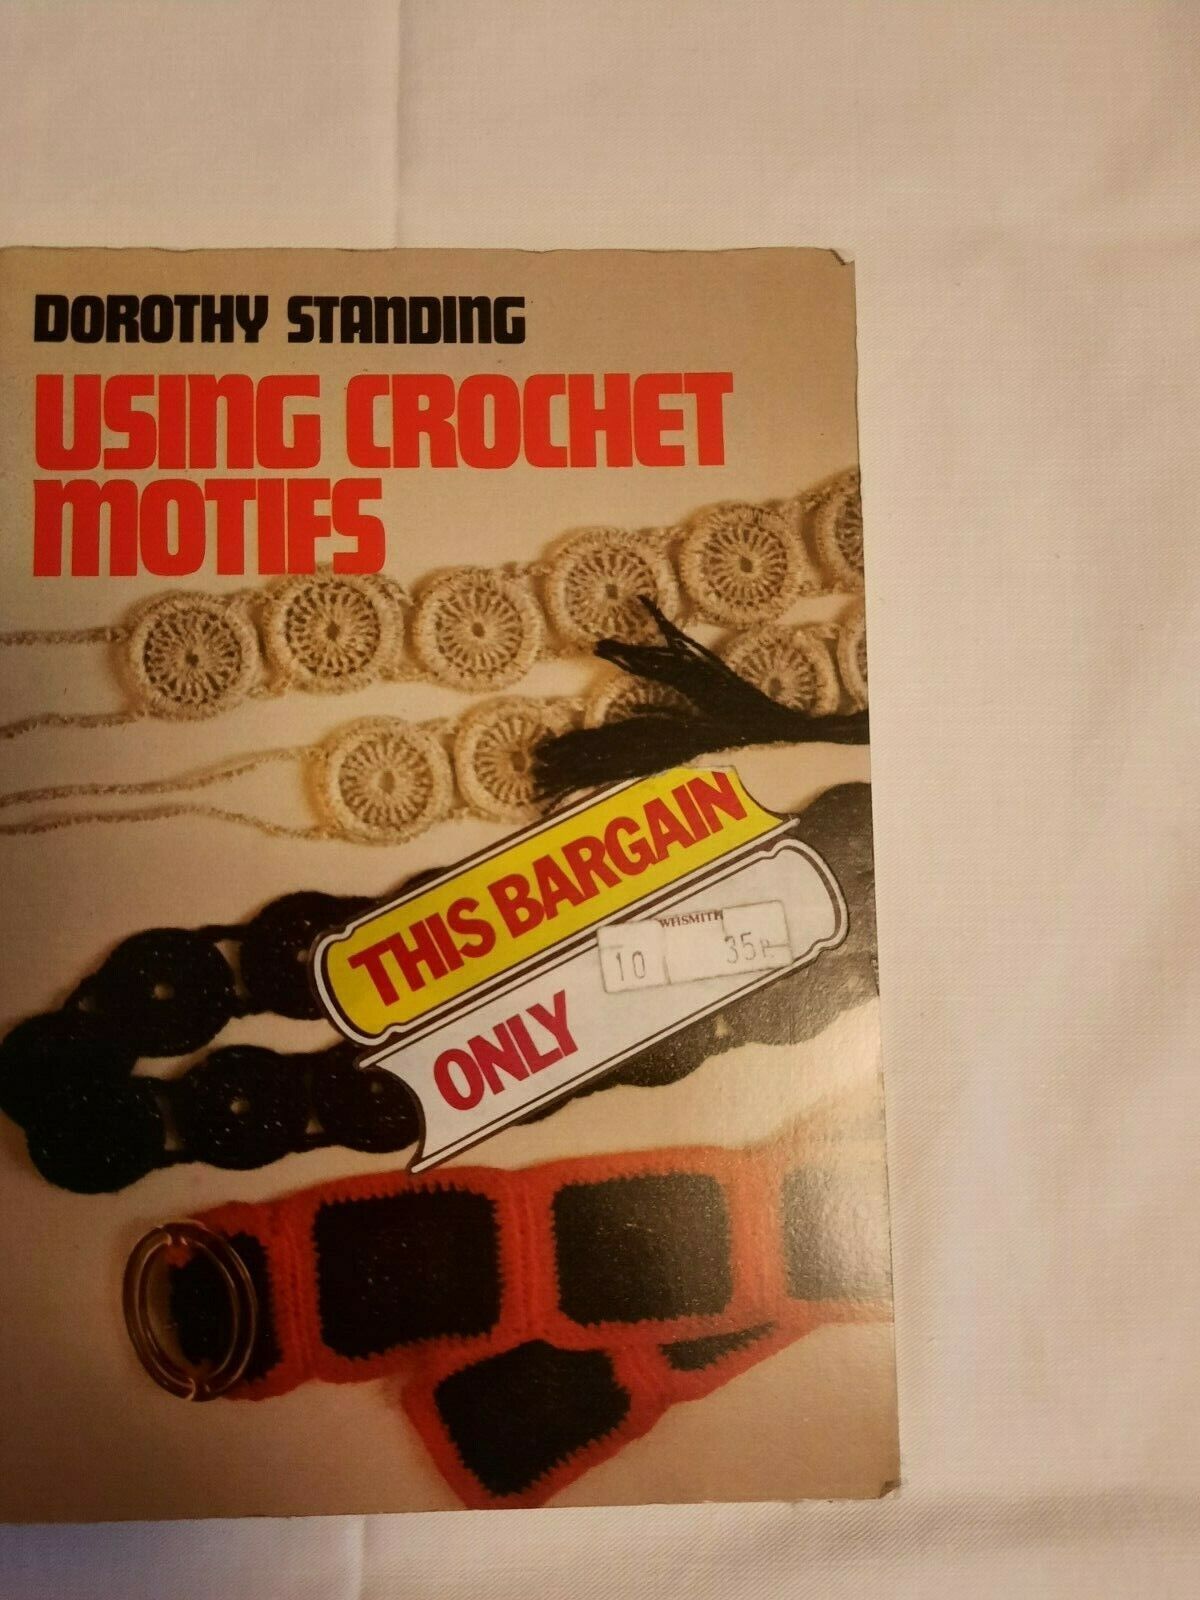 DOROTHY STANDING
USING CROCHET
MOTIFS
THIS BARGAIN
WHSMITH
10 35P
ONLY